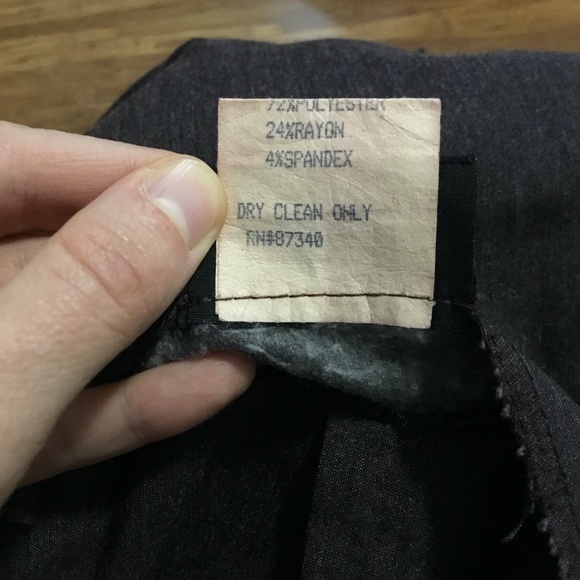 72%POLYESTER
24%RAYON
4%SPANDEX
DRY CLEAN ONLY
RN#87340